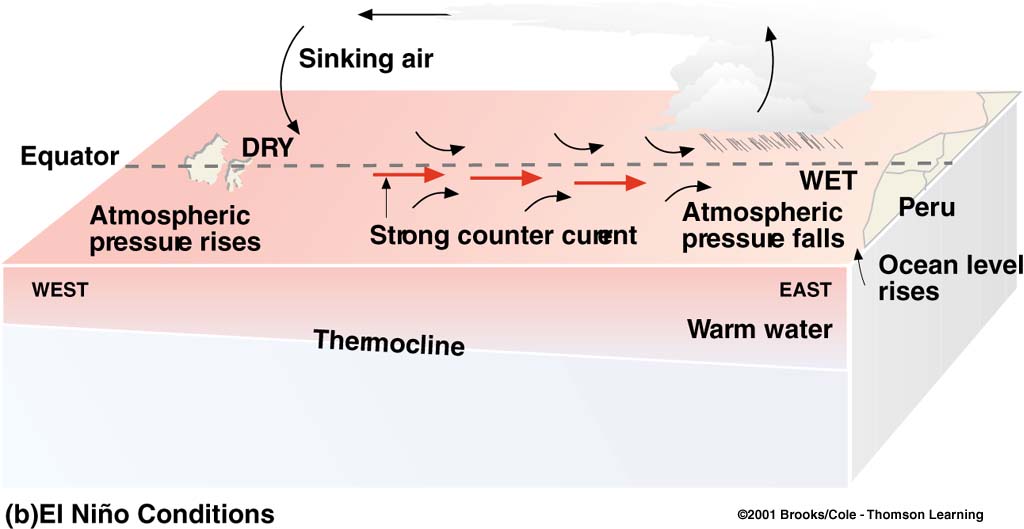 Sinking air
DRY
Equator
WET
Atmospheric
pressure rises
Strong counter current
Atmospheric
pressure falls
Peru
Ocean level
rises
WEST
EAST
Thermocline
Warm water
(b)El Niño Conditions
©2001 Brooks/Cole - Thomson Learning